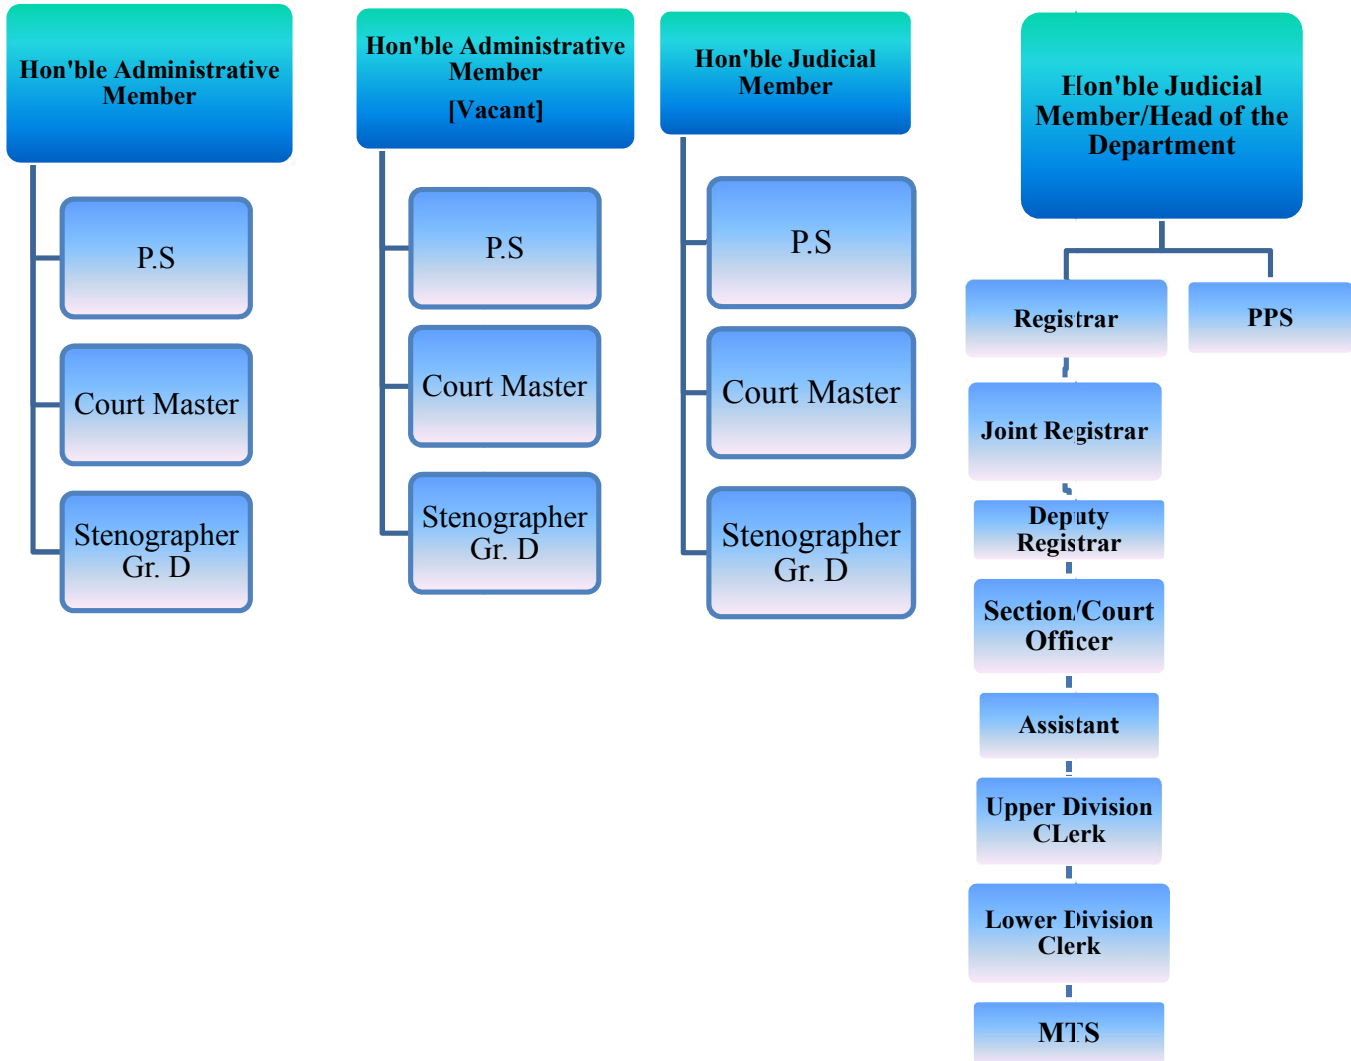 Hon'ble Administrative
Member
P.S
Court Master
Stenographer
Gr. D
Hon'ble Administrative
Member
[Vacant]
P.S
Court Master
Stenographer
Gr. D
Hon'ble Judicial
Member
P.S
Court Master
Stenographer
Gr. D
Hon'ble Judicial
Member/Head of the
Department
Registrar
PPS
Joint Registrar
Deputy
Registrar
Section/Court
Officer
Assistant
Upper Division
CLerk
Lower Division
Clerk
MTS